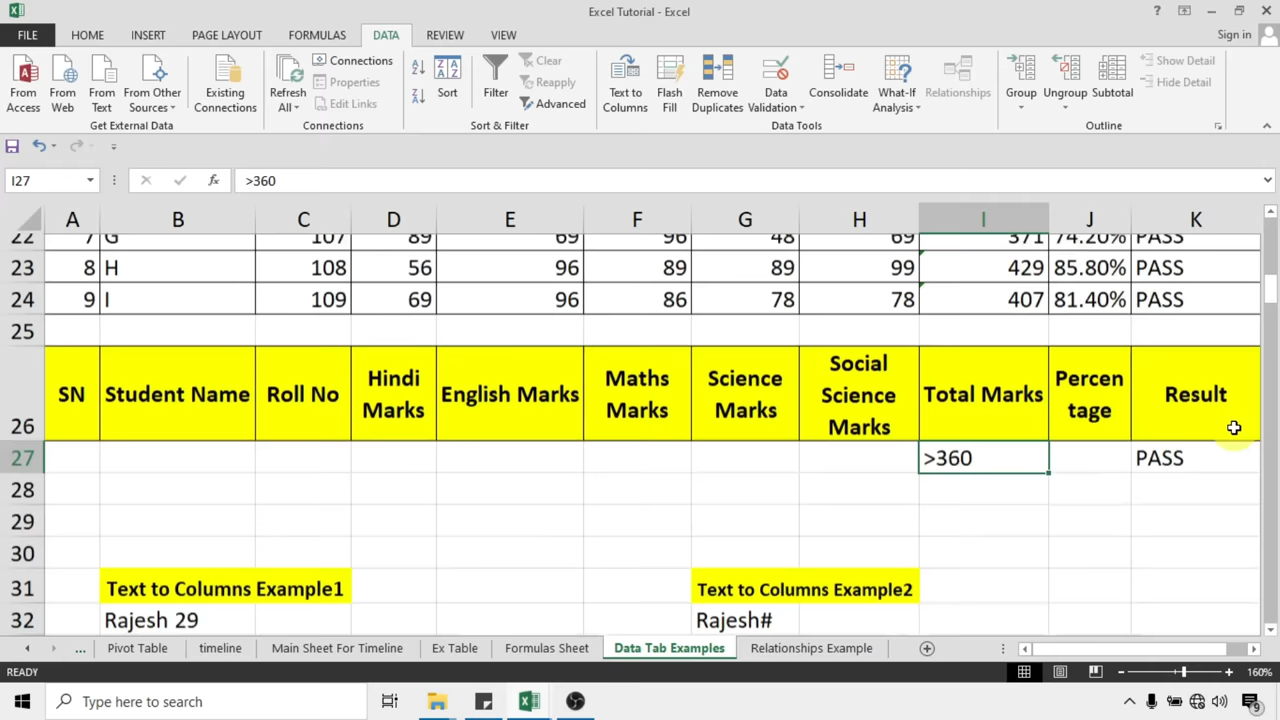 Excel Tutorial - Excel
?
FILE HOME INSERT PAGE LAYOUT FORMULAS DATA REVIEW VIEW Sign in
From Access
From Web
From Text
From Other Sources
Existing Connections
Get External Data
Refresh All
Connections
Properties
Edit Links
Connections
Sort
Filter
Clear
Reapply
Advanced
Sort & Filter
Text to Columns
Flash Fill
Remove Duplicates
Data Validation
Consolidate
What-If Analysis
Relationships
Data Tools
Group
Ungroup
Subtotal
Show Detail
Hide Detail
Outline
I27 fx >360
A B C D E F G H I J K
22 7 G 107 89 69 96 48 69 371 74.20% PASS
23 8 H 108 56 96 89 89 99 429 85.80% PASS
24 9 I 109 69 96 86 78 78 407 81.40% PASS
25
26 SN Student Name Roll No Hindi Marks English Marks Maths Marks Science Marks Social Science Marks Total Marks Percen tage Result
27 >360 PASS
28
29
30
31 Text to Columns Example1 Text to Columns Example2
32 Rajesh 29 Rajesh#
... Pivot Table timeline Main Sheet For Timeline Ex Table Formulas Sheet Data Tab Examples Relationships Example
READY 160%
Type here to search 9